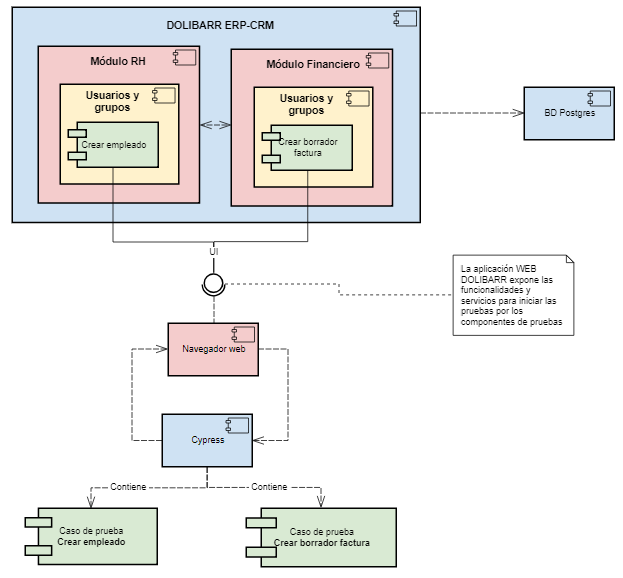 DOLIBARR ERP-CRM
Módulo RH
Módulo Financiero
Usuarios y
grupos
Crear empleado
Usuarios y
grupos
Crear borrador
factura
BD Postgres
UI
La aplicación WEB
DOLIBARR expone las
funcionalidades y
servicios para iniciar las
pruebas por los
componentes de pruebas
Navegador web
Cypress
Contiene
Contiene
Caso de prueba
Crear empleado
Caso de prueba
Crear borrador factura